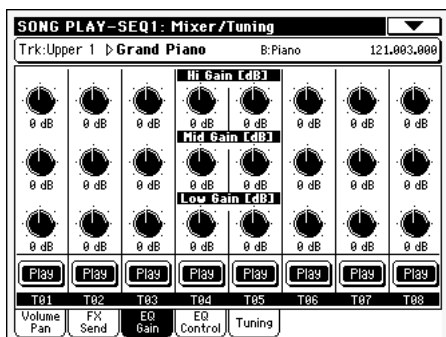 SONG PLAY-SEQ1: Mixer/Tuning
Trk:Upper 1 ▷Grand Piano B:Piano 121.003.000
Hi Gain [dB]
0 dB 0 dB 0 dB 0 dB 0 dB 0 dB 0 dB 0 dB
Mid Gain [dB]
0 dB 0 dB 0 dB 0 dB 0 dB 0 dB 0 dB 0 dB
Low Gain [dB]
0 dB 0 dB 0 dB 0 dB 0 dB 0 dB 0 dB 0 dB
Play Play Play Play Play Play Play Play
T01 T02 T03 T04 T05 T06 T07 T08
Volume Pan FX Send EQ Gain EQ Control Tuning